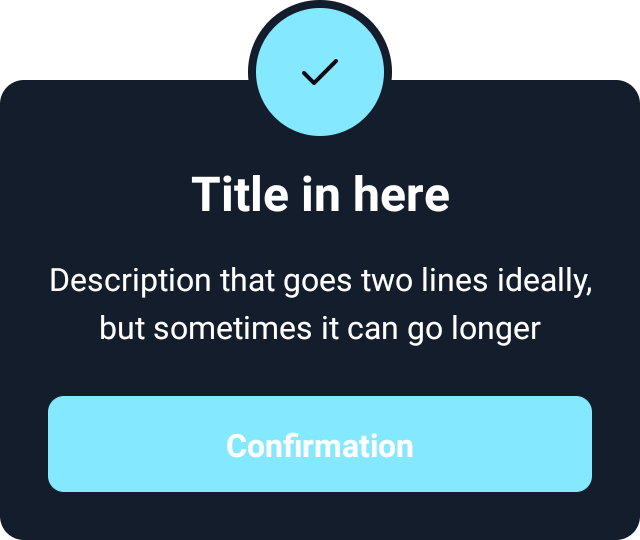 Title in here
Description that goes two lines ideally,
but sometimes it can go longer
Confirmation